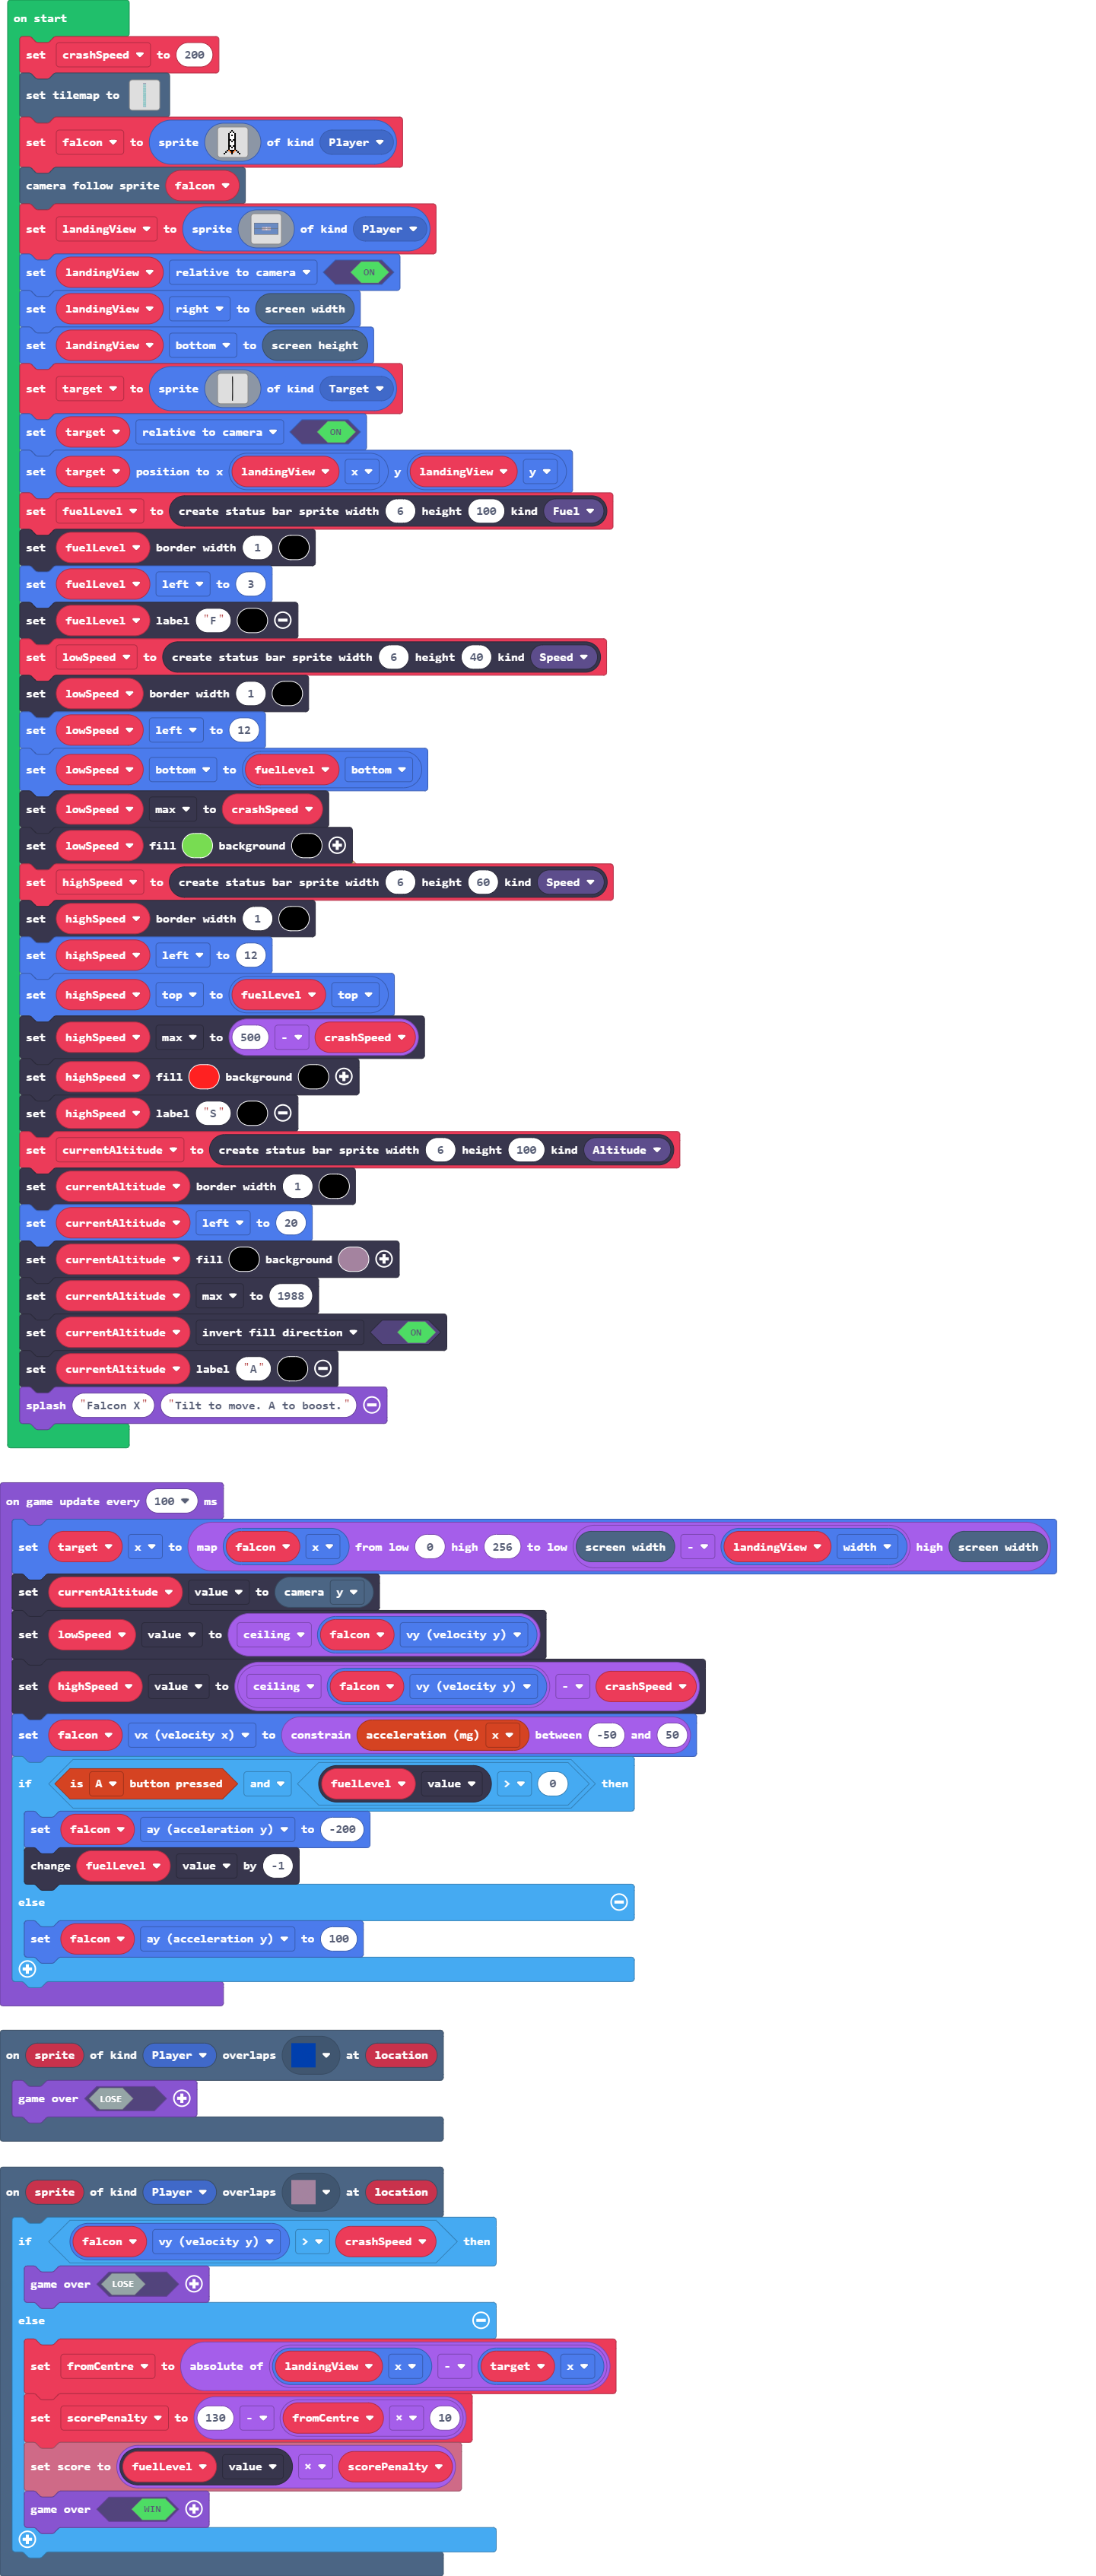 on start
set crashSpeed to 200
set tilemap to
set falcon to sprite of kind Player
camera follow sprite falcon
set landingView to sprite of kind Player
set landingView relative to camera ON
set landingView right to screen width
set landingView bottom to screen height
set target to sprite of kind Target
set target relative to camera ON
set target position to x landingView x y landingView y
set fuelLevel to create status bar sprite width 6 height 100 kind Fuel
set fuelLevel border width 1
set fuelLevel left to 3
set fuelLevel label "F"
set lowSpeed to create status bar sprite width 6 height 40 kind Speed
set lowSpeed border width 1
set lowSpeed left to 12
set lowSpeed bottom to fuelLevel bottom
set lowSpeed max to crashSpeed
set lowSpeed fill background
set highSpeed to create status bar sprite width 6 height 60 kind Speed
set highSpeed border width 1
set highSpeed left to 12
set highSpeed top to fuelLevel top
set highSpeed max to 500 - crashSpeed
set highSpeed fill background
set highSpeed label "S"
set currentAltitude to create status bar sprite width 6 height 100 kind Altitude
set currentAltitude border width 1
set currentAltitude left to 20
set currentAltitude fill background
set currentAltitude max to 1988
set currentAltitude invert fill direction ON
set currentAltitude label "A"
splash "Falcon X" "Tilt to move. A to boost."
on game update every 100 ms
set target x to map falcon x from low 0 high 256 to low screen width - landingView width high screen width
set currentAltitude value to camera y
set lowSpeed value to ceiling falcon vy (velocity y)
set highSpeed value to ceiling falcon vy (velocity y) - crashSpeed
set falcon vx (velocity x) to constrain acceleration (mg) x between -50 and 50
if is A button pressed and fuelLevel value > 0 then
set falcon ay (acceleration y) to -200
change fuelLevel value by -1
else
set falcon ay (acceleration y) to 100
on sprite of kind Player overlaps at location
game over LOSE
on sprite of kind Player overlaps at location
if falcon vy (velocity y) > crashSpeed then
game over LOSE
else
set fromCentre to absolute of landingView x - target x
set scorePenalty to 130 - fromCentre × 10
set score to fuelLevel value × scorePenalty
game over WIN